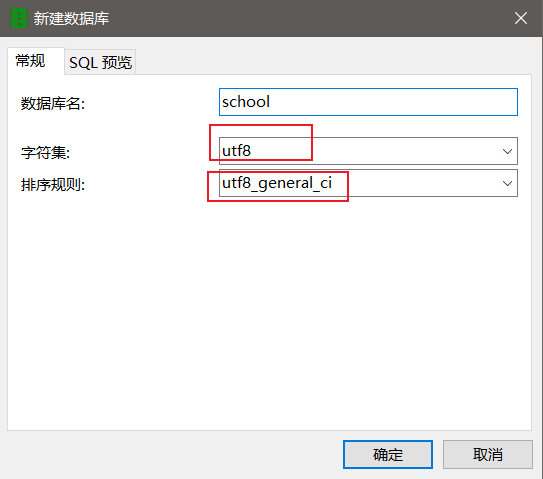 新建数据库
常规 SQL 预览
数据库名: school
字符集: utf8
排序规则: utf8_general_ci
确定 取消